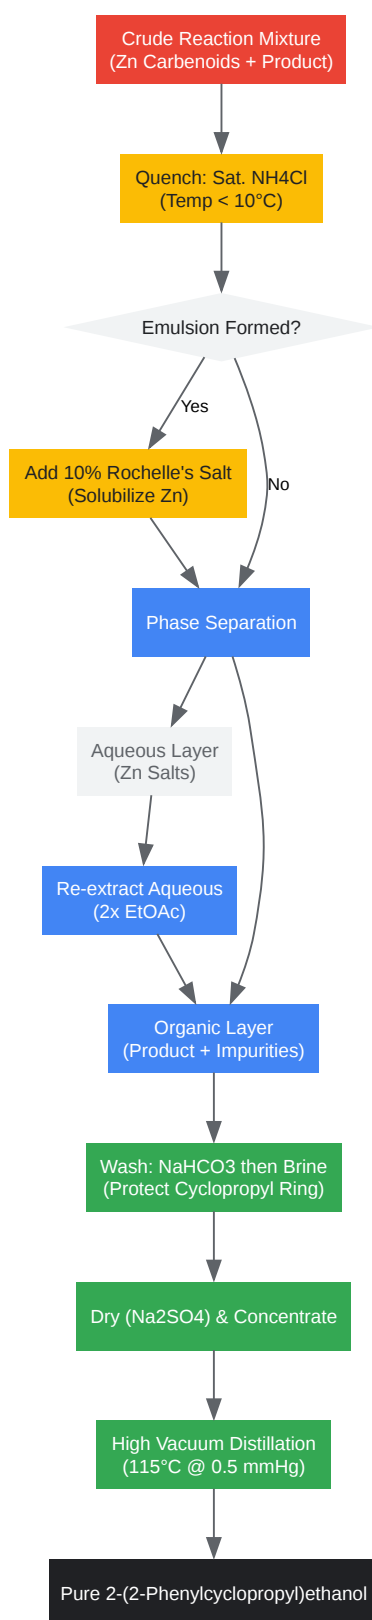 Crude Reaction Mixture
(Zn Carbenoids + Product)
Quench: Sat. NH4Cl
(Temp < 10°C)
Emulsion Formed?
Yes
Add 10% Rochelle's Salt
(Solubilize Zn)
No
Phase Separation
Aqueous Layer
(Zn Salts)
Re-extract Aqueous
(2x EtOAc)
Organic Layer
(Product + Impurities)
Wash: NaHCO3 then Brine
(Protect Cyclopropyl Ring)
Dry (Na2SO4) & Concentrate
High Vacuum Distillation
(115°C @ 0.5 mmHg)
Pure 2-(2-Phenylcyclopropyl)ethanol